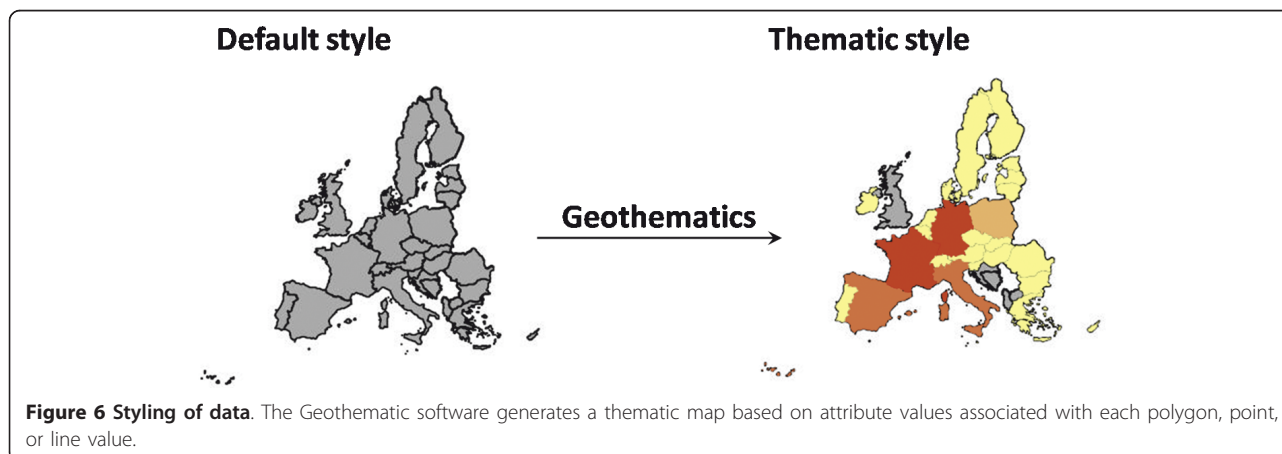 Default style
Thematic style
Geothematics
Figure 6 Styling of data. The Geothematic software generates a thematic map based on attribute values associated with each polygon, point,
or line value.